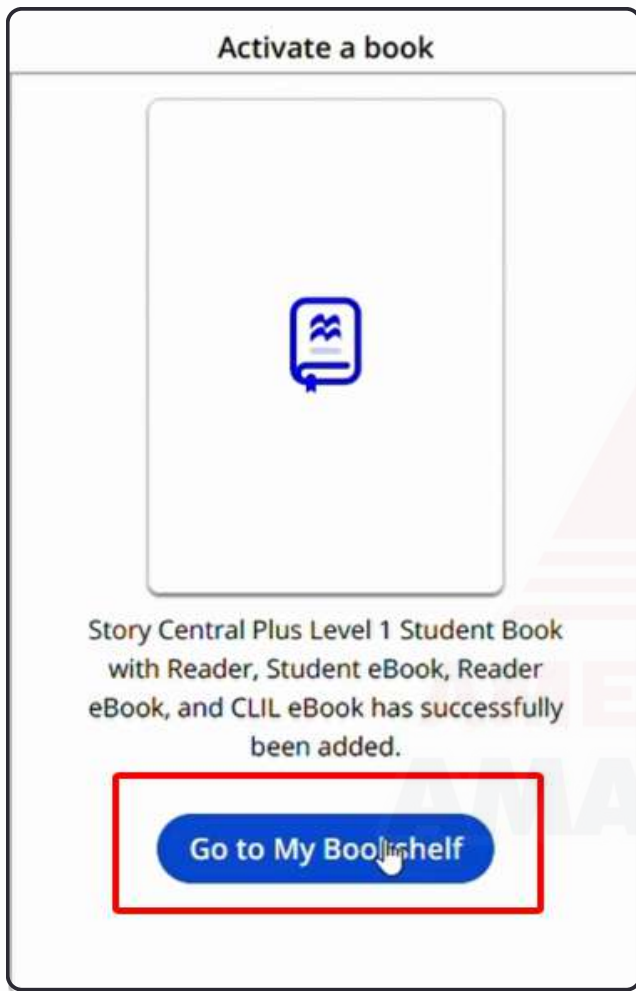 Activate a book
Story Central Plus Level 1 Student Book
with Reader, Student eBook, Reader
eBook, and CLIL eBook has successfully
been added.
Go to My Bookshelf